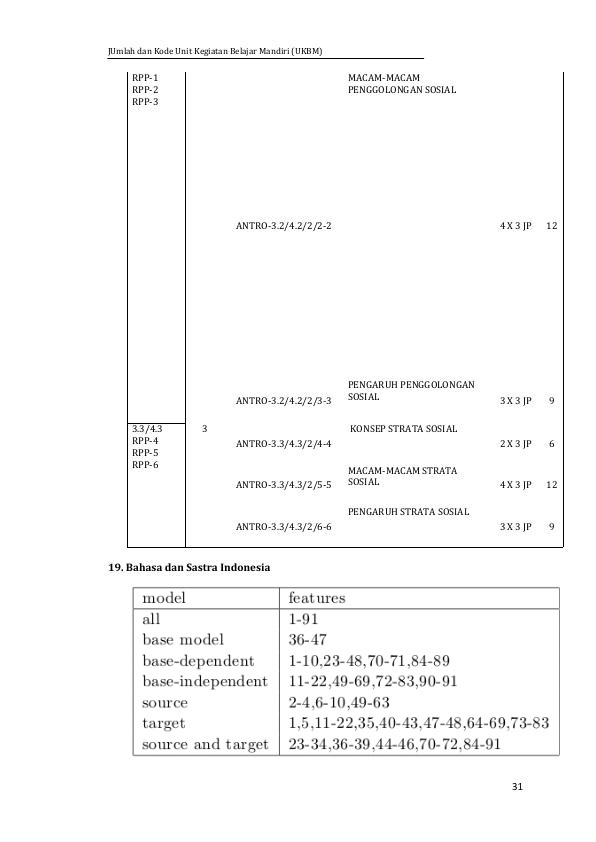 JUmlah dan Kode Unit Kegiatan Belajar Mandiri (UKBM)
RPP-1 MACAM-MACAM
RPP-2 PENGGOLONGAN SOSIAL
RPP-3
ANTRO-3.2/4.2/2/2-2 4 X 3 JP 12
PENGARUH PENGGOLONGAN
SOSIAL
ANTRO-3.2/4.2/2/3-3 3 X 3 JP 9
3.3/4.3 3 KONSEP STRATA SOSIAL
RPP-4 ANTRO-3.3/4.3/2/4-4 2 X 3 JP 6
RPP-5
RPP-6
MACAM-MACAM STRATA
SOSIAL
ANTRO-3.3/4.3/2/5-5 4 X 3 JP 12
PENGARUH STRATA SOSIAL
ANTRO-3.3/4.3/2/6-6 3 X 3 JP 9
19. Bahasa dan Sastra Indonesia
model features
all 1-91
base model 36-47
base-dependent 1-10,23-48,70-71,84-89
base-independent 11-22,49-69,72-83,90-91
source 2-4,6-10,49-63
target 1,5,11-22,35,40-43,47-48,64-69,73-83
source and target 23-34,36-39,44-46,70-72,84-91
31